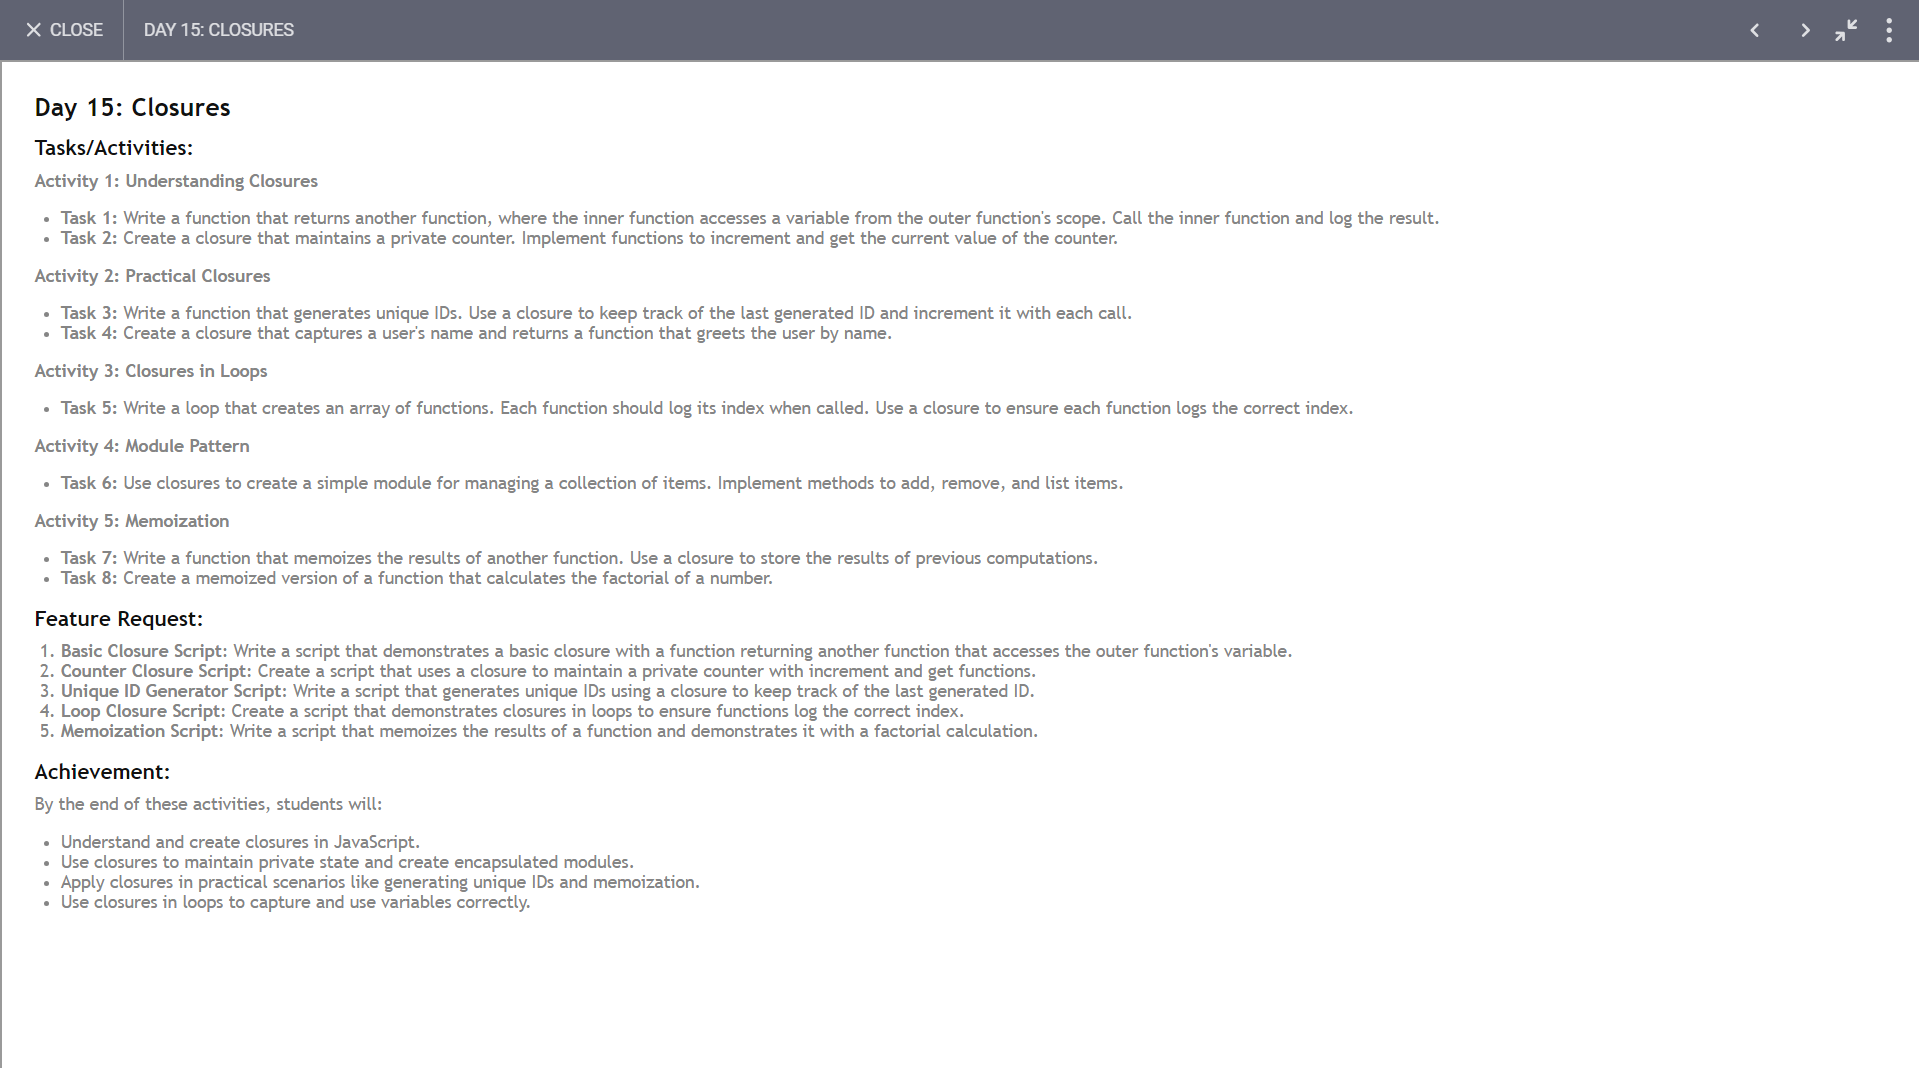 CLOSE
DAY 15: CLOSURES
Day 15: Closures
Tasks/Activities:
Activity 1: Understanding Closures
• Task 1: Write a function that returns another function, where the inner function accesses a variable from the outer function's scope. Call the inner function and log the result.
• Task 2: Create a closure that maintains a private counter. Implement functions to increment and get the current value of the counter.
Activity 2: Practical Closures
• Task 3: Write a function that generates unique IDs. Use a closure to keep track of the last generated ID and increment it with each call.
• Task 4: Create a closure that captures a user's name and returns a function that greets the user by name.
Activity 3: Closures in Loops
• Task 5: Write a loop that creates an array of functions. Each function should log its index when called. Use a closure to ensure each function logs the correct index.
Activity 4: Module Pattern
• Task 6: Use closures to create a simple module for managing a collection of items. Implement methods to add, remove, and list items.
Activity 5: Memoization
• Task 7: Write a function that memoizes the results of another function. Use a closure to store the results of previous computations.
• Task 8: Create a memoized version of a function that calculates the factorial of a number.
Feature Request:
1. Basic Closure Script: Write a script that demonstrates a basic closure with a function returning another function that accesses the outer function's variable.
2. Counter Closure Script: Create a script that uses a closure to maintain a private counter with increment and get functions.
3. Unique ID Generator Script: Write a script that generates unique IDs using a closure to keep track of the last generated ID.
4. Loop Closure Script: Create a script that demonstrates closures in loops to ensure functions log the correct index.
5. Memoization Script: Write a script that memoizes the results of a function and demonstrates it with a factorial calculation.
Achievement:
By the end of these activities, students will:
• Understand and create closures in JavaScript.
• Use closures to maintain private state and create encapsulated modules.
• Apply closures in practical scenarios like generating unique IDs and memoization.
• Use closures in loops to capture and use variables correctly.